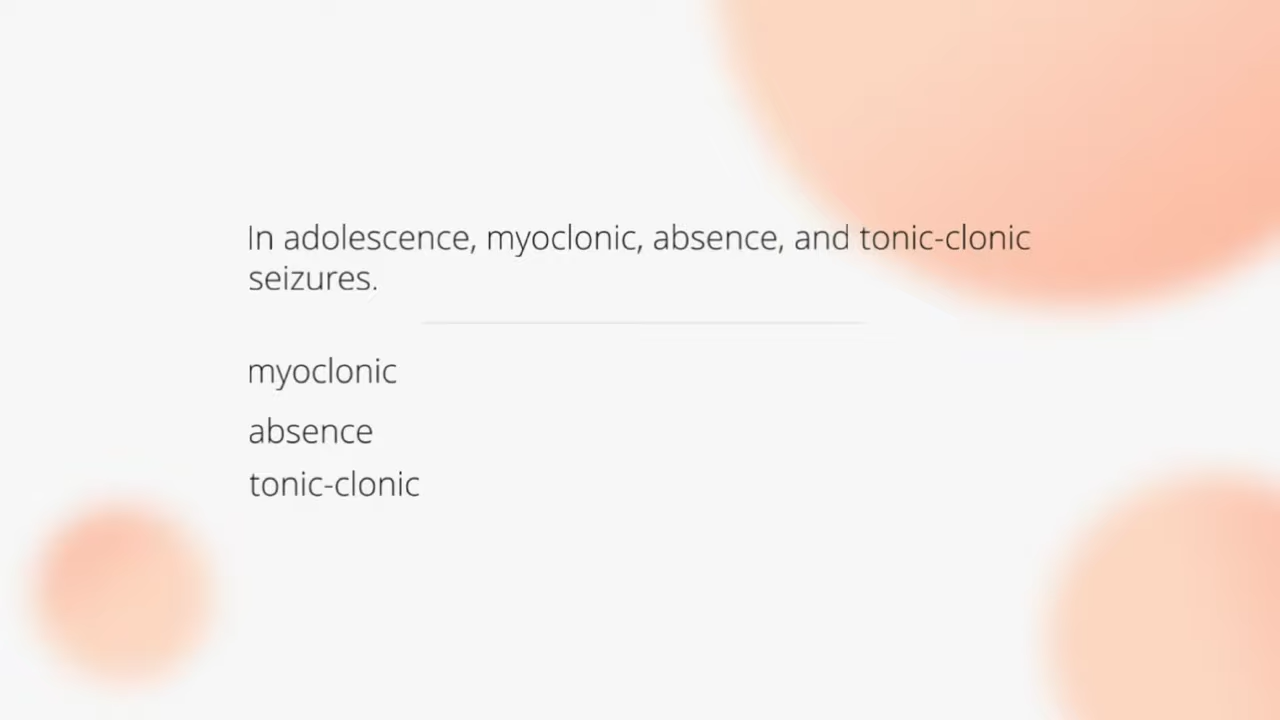 In adolescence, myoclonic, absence, and tonic-clonic
seizures.
myoclonic
absence
tonic-clonic